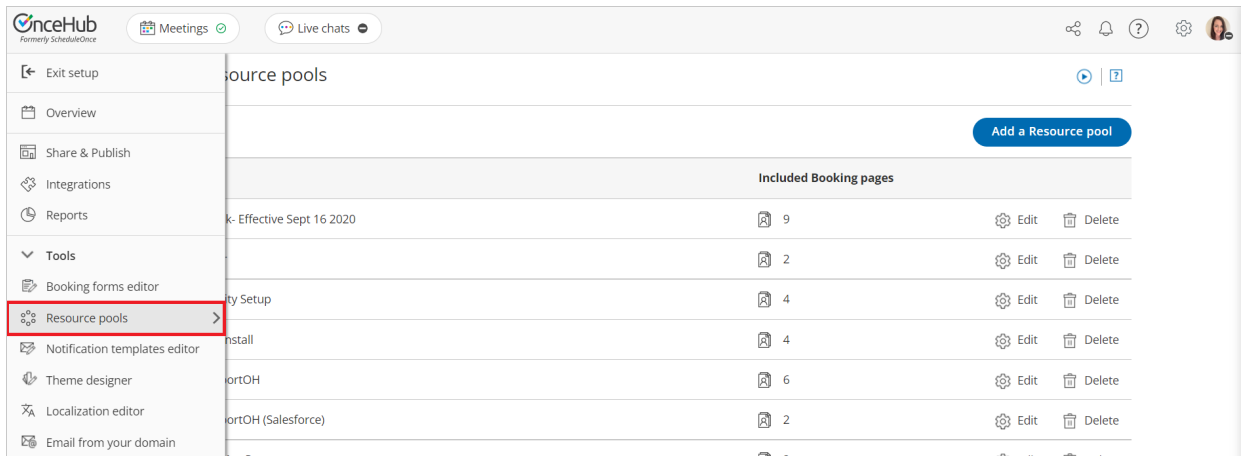 OnceHub
Formerly ScheduleOnce
Meetings
Live chats
?
Exit setup
source pools
?
Overview
Add a Resource pool
Share & Publish
Included Booking pages
Integrations
Reports
k- Effective Sept 16 2020 9 Edit Delete
Tools
2 Edit Delete
Booking forms editor
ity Setup 4 Edit Delete
Resource pools
nstall 4 Edit Delete
Notification templates editor
Theme designer
ortOH 6 Edit Delete
Localization editor
ortOH (Salesforce) 2 Edit Delete
Email from your domain